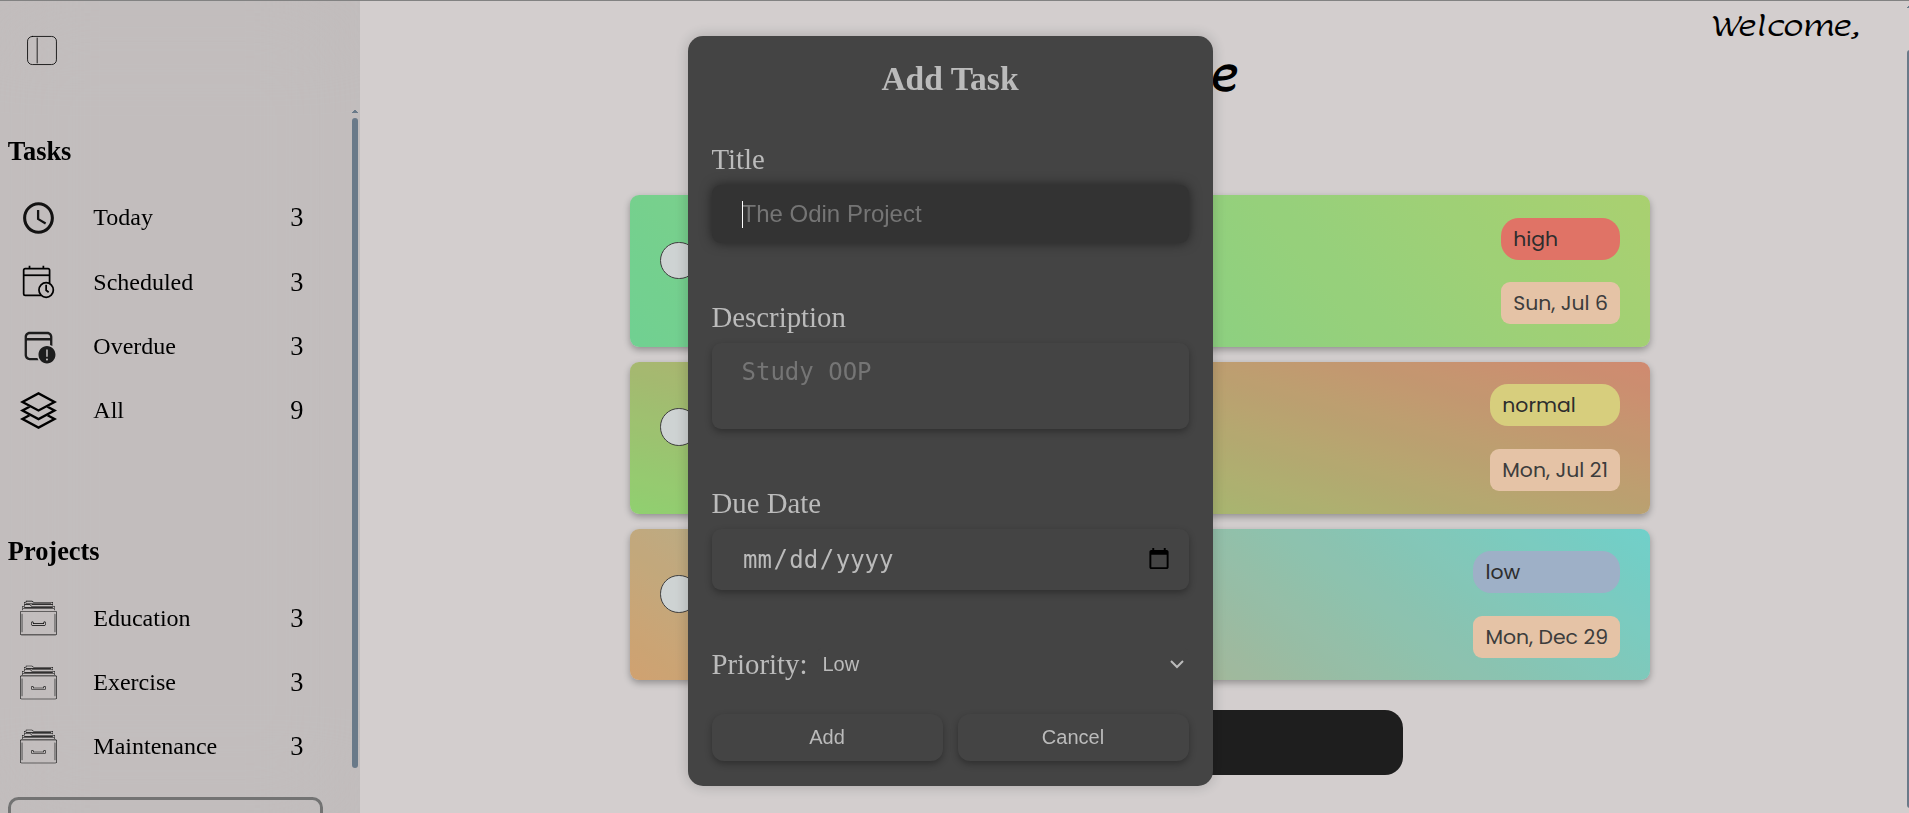 Welcome,
e
Tasks
Today 3
Scheduled 3
Overdue 3
All 9
Projects
Education 3
Exercise 3
Maintenance 3
Add Task
Title
The Odin Project
Description
Study OOP
Due Date
mm/dd/yyyy
Priority: Low
Add Cancel
high
Sun, Jul 6
normal
Mon, Jul 21
low
Mon, Dec 29